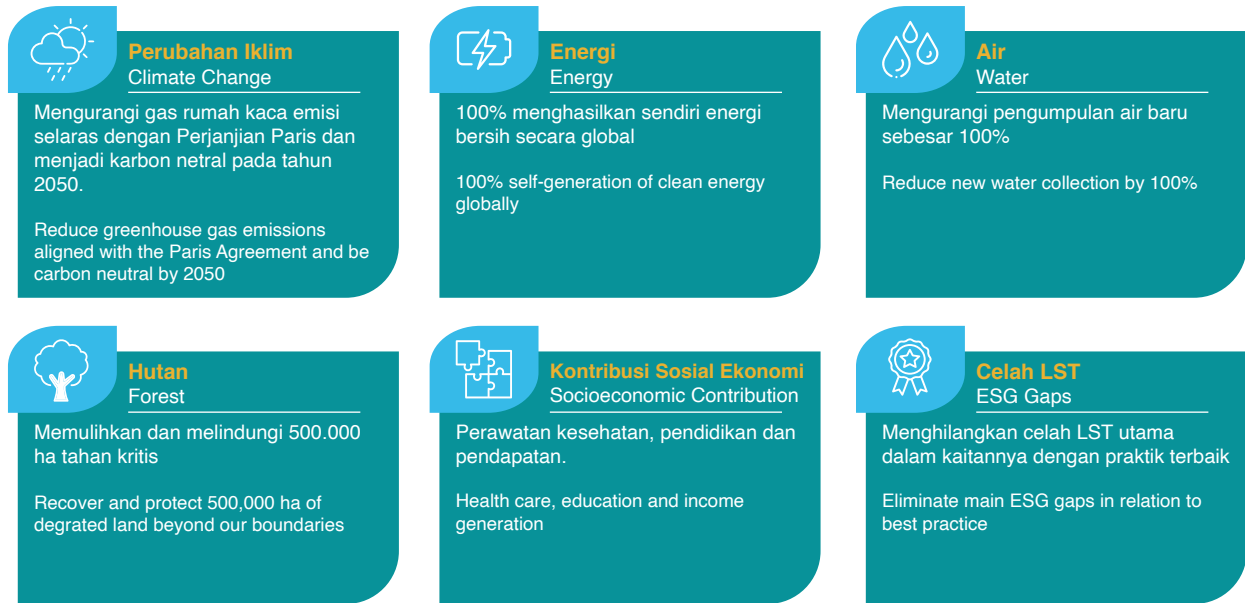 Perubahan Iklim
Climate Change
Mengurangi gas rumah kaca emisi
selaras dengan Perjanjian Paris dan
menjadi karbon netral pada tahun
2050.
Reduce greenhouse gas emissions
aligned with the Paris Agreement and be
carbon neutral by 2050
Energi
Energy
100% menghasilkan sendiri energi
bersih secara global
100% self-generation of clean energy
globally
Air
Water
Mengurangi pengumpulan air baru
sebesar 100%
Reduce new water collection by 100%
Hutan
Forest
Memulihkan dan melindungi 500.000
ha tahan kritis
Recover and protect 500,000 ha of
degrated land beyond our boundaries
Kontribusi Sosial Ekonomi
Socioeconomic Contribution
Perawatan kesehatan, pendidikan dan
pendapatan.
Health care, education and income
generation
Celah LST
ESG Gaps
Menghilangkan celah LST utama
dalam kaitannya dengan praktik terbaik
Eliminate main ESG gaps in relation to
best practice